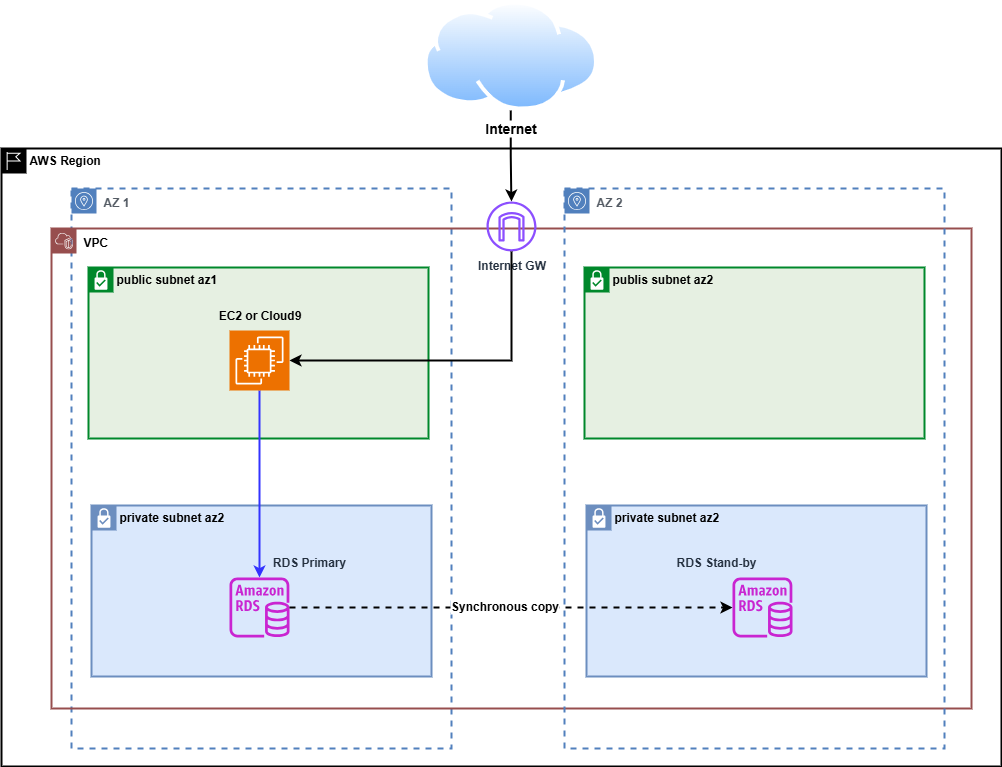 Internet
AWS Region
AZ 1
AZ 2
VPC
Internet GW
public subnet az1
publis subnet az2
EC2 or Cloud9
private subnet az2
private subnet az2
RDS Primary
RDS Stand-by
Amazon
RDS
Synchronous copy
Amazon
RDS